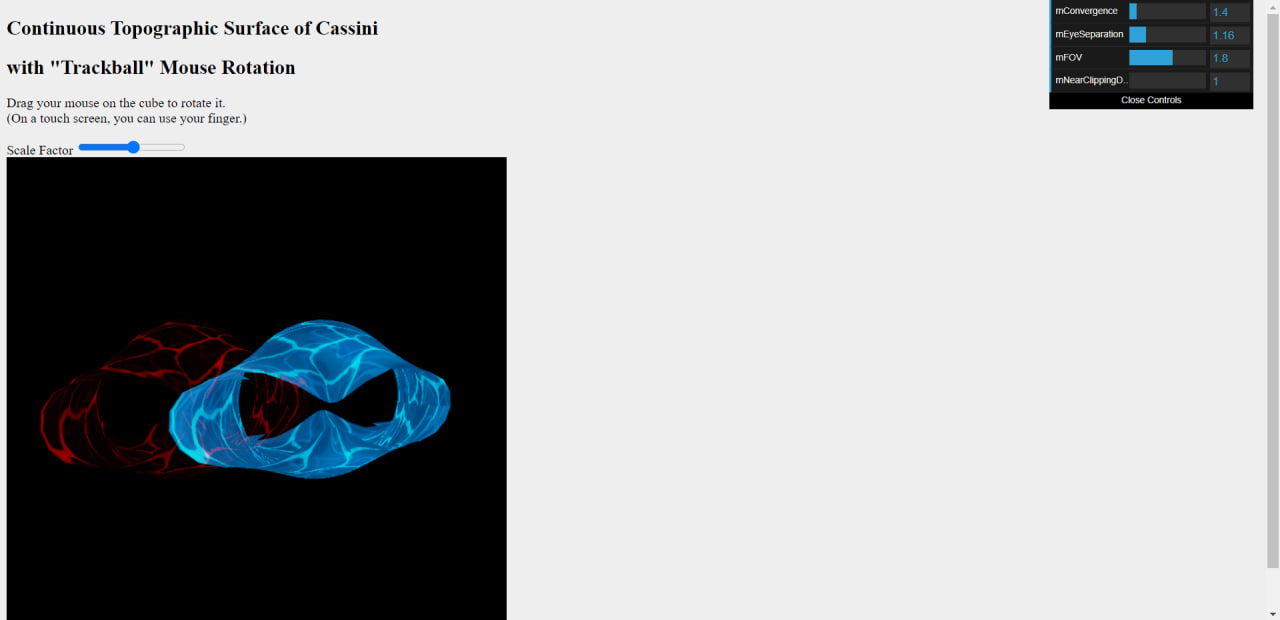 Continuous Topographic Surface of Cassini
with "Trackball" Mouse Rotation
Drag your mouse on the cube to rotate it.
(On a touch screen, you can use your finger.)
Scale Factor
mConvergence 1.4
mEyeSeparation 1.16
mFOV 1.8
mNearClippingD.. 1
Close Controls